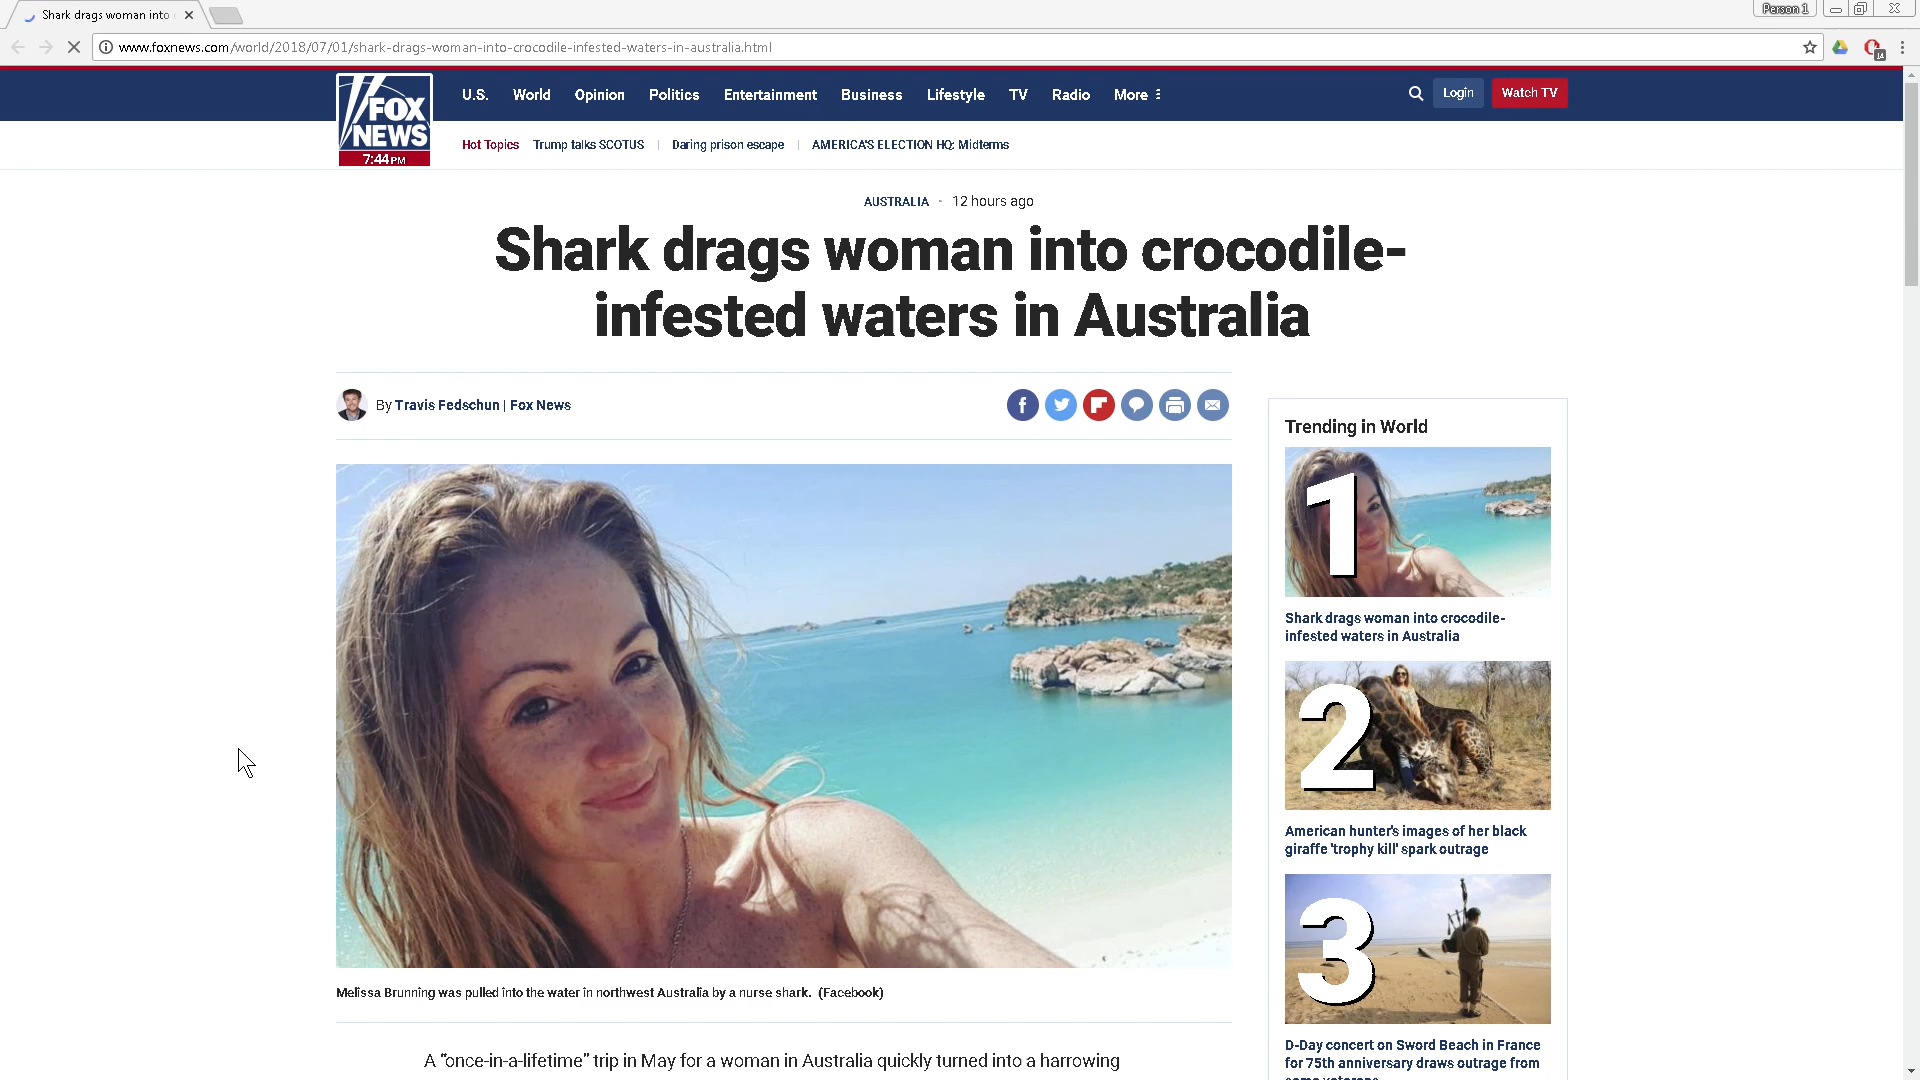 Shark drags woman into
Person 1
www.foxnews.com/world/2018/07/01/shark-drags-woman-into-crocodile-infested-waters-in-australia.html
14
FOX
NEWS
7:44 PM
U.S. World Opinion Politics Entertainment Business Lifestyle TV Radio More
Login
Watch TV
Hot Topics Trump talks SCOTUS | Daring prison escape | AMERICA'S ELECTION HQ: Midterms
AUSTRALIA - 12 hours ago
Shark drags woman into crocodile-
infested waters in Australia
By Travis Fedschun | Fox News
Melissa Brunning was pulled into the water in northwest Australia by a nurse shark. (Facebook)
A “once-in-a-lifetime” trip in May for a woman in Australia quickly turned into a harrowing
Trending in World
1
Shark drags woman into crocodile-
infested waters in Australia
2
American hunter's images of her black
giraffe 'trophy kill' spark outrage
3
D-Day concert on Sword Beach in France
for 75th anniversary draws outrage from